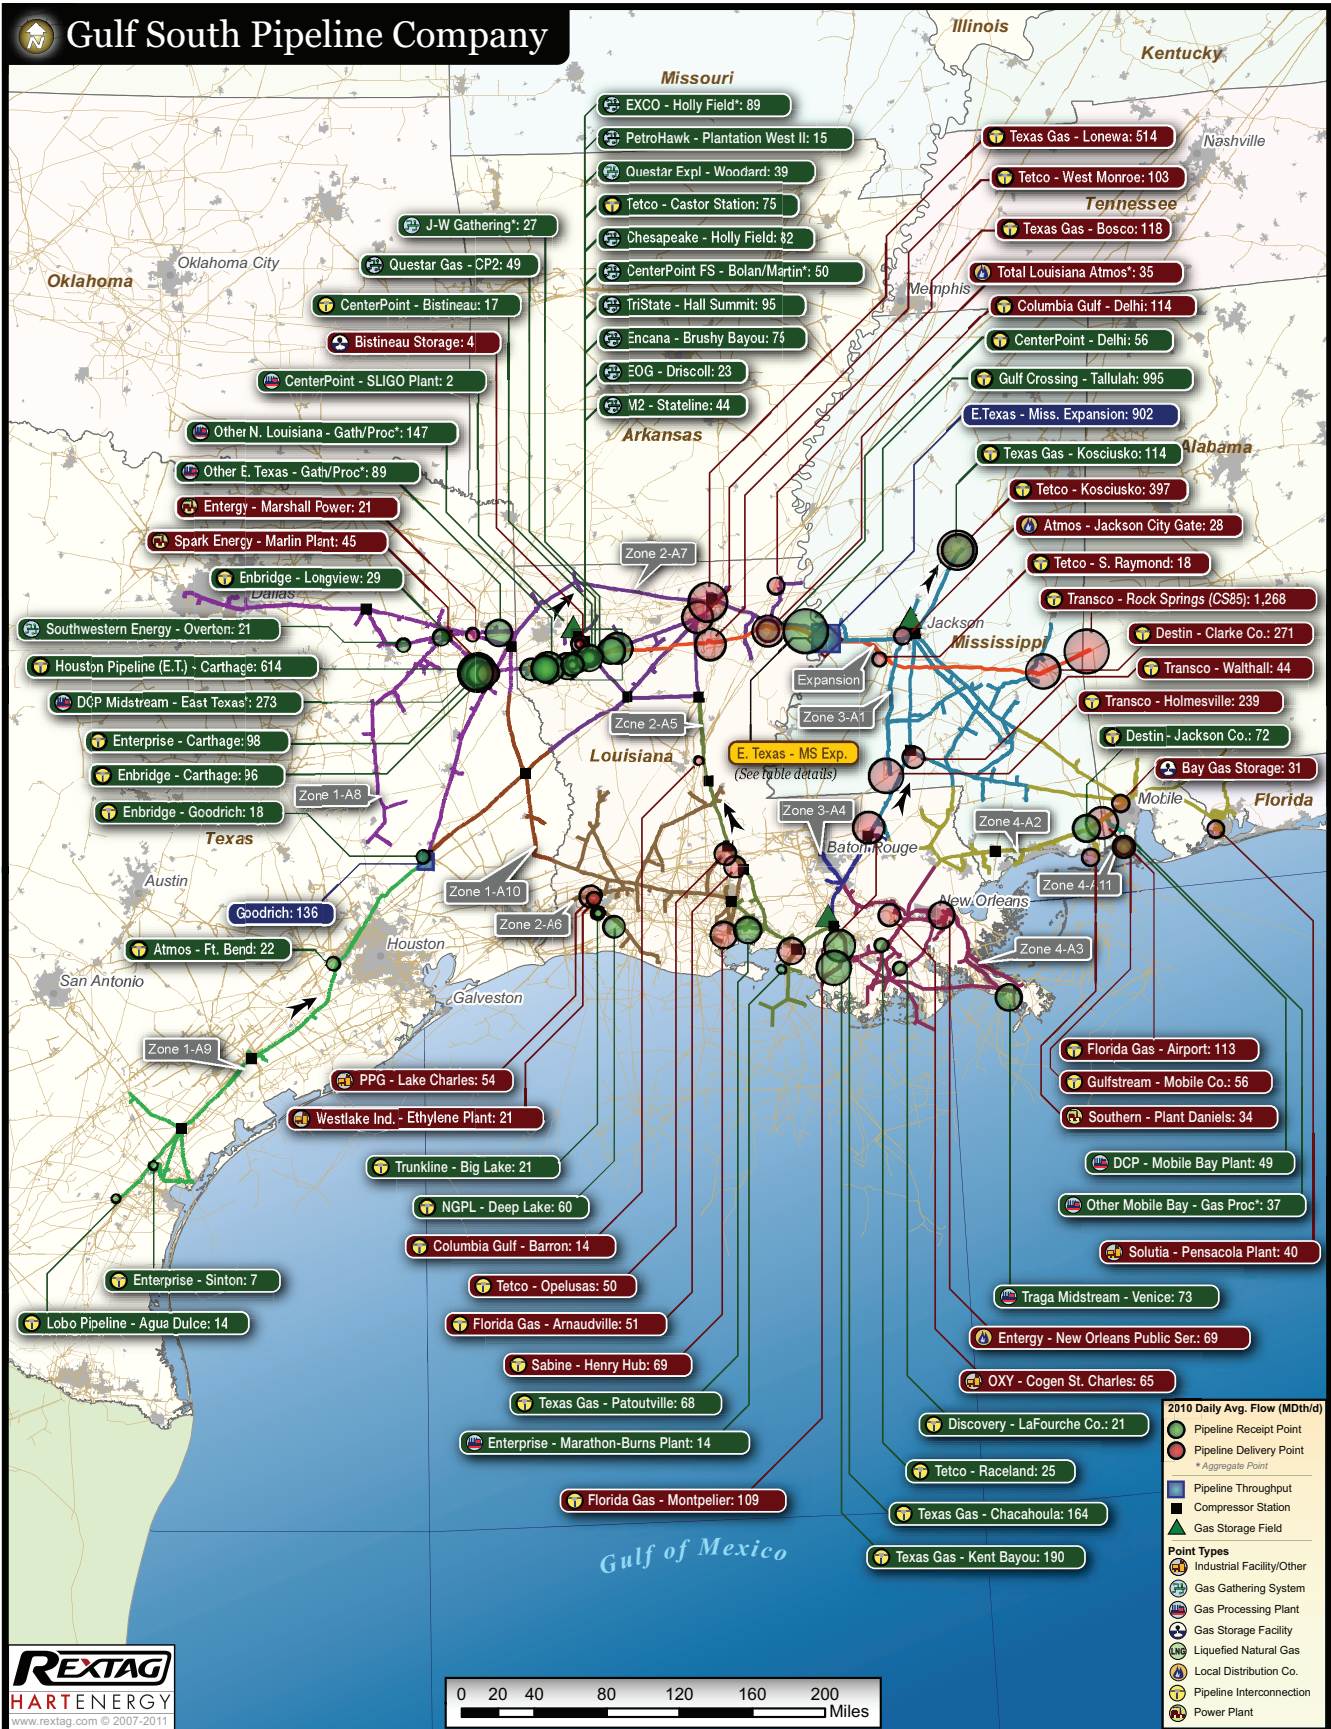 Gulf South Pipeline Company
Illinois
Kentucky
Missouri
EXCO - Holly Field*: 89
PetroHawk - Plantation West II: 15
Texas Gas - Lonewa: 514
Nashville
Questar Expl - Woodard: 39
Tetco - West Monroe: 103
Tetco - Castor Station: 75
Tennessee
J-W Gathering*: 27
Texas Gas - Bosco: 118
Chesapeake - Holly Field: 82
Oklahoma City
Questar Gas - CP2: 49
CenterPoint FS - Bolan/Martin*: 50
Total Louisiana Atmos*: 35
Oklahoma
Memphis
CenterPoint - Bistineau: 17
TriState - Hall Summit: 95
Columbia Gulf - Delhi: 114
Bistineau Storage: 4
Encana - Brushy Bayou: 75
CenterPoint - Delhi: 56
CenterPoint - SLIGO Plant: 2
EOG - Driscoll: 23
Gulf Crossing - Tallulah: 995
M2 - Stateline: 44
E.Texas - Miss. Expansion: 902
Other N. Louisiana - Gath/Proc*: 147
Arkansas
Alabama
Texas Gas - Kosciusko: 114
Other E. Texas - Gath/Proc*: 89
Tetco - Kosciusko: 397
Entergy - Marshall Power: 21
Atmos - Jackson City Gate: 28
Spark Energy - Marlin Plant: 45
Zone 2-A7
Tetco - S. Raymond: 18
Enbridge - Longview: 29
Dallas
Transco - Rock Springs (CS85): 1,268
Southwestern Energy - Overton: 21
Jackson
Mississippi
Destin - Clarke Co.: 271
Houston Pipeline (E.T.) - Carthage: 614
Expansion
Transco - Walthall: 44
DCP Midstream - East Texas*: 273
Zone 3-A1
Transco - Holmesville: 239
Zone 2-A5
Enterprise - Carthage: 98
Destin - Jackson Co.: 72
Louisiana
E. Texas - MS Exp.
(See table details)
Enbridge - Carthage: 96
Bay Gas Storage: 31
Zone 1-A8
Mobile
Florida
Enbridge - Goodrich: 18
Zone 3-A4
Zone 4-A2
Texas
Baton Rouge
Austin
Zone 1-A10
Zone 4-A11
New Orleans
Goodrich: 136
Zone 2-A6
Houston
Atmos - Ft. Bend: 22
Zone 4-A3
San Antonio
Galveston
Zone 1-A9
Florida Gas - Airport: 113
PPG - Lake Charles: 54
Gulfstream - Mobile Co.: 56
Westlake Ind. - Ethylene Plant: 21
Southern - Plant Daniels: 34
Trunkline - Big Lake: 21
DCP - Mobile Bay Plant: 49
NGPL - Deep Lake: 60
Other Mobile Bay - Gas Proc*: 37
Columbia Gulf - Barron: 14
Solutia - Pensacola Plant: 40
Enterprise - Sinton: 7
Tetco - Opelusas: 50
Traga Midstream - Venice: 73
Lobo Pipeline - Agua Dulce: 14
Florida Gas - Arnaudville: 51
Entergy - New Orleans Public Ser.: 69
Sabine - Henry Hub: 69
OXY - Cogen St. Charles: 65
Texas Gas - Patoutville: 68
Discovery - LaFourche Co.: 21
Enterprise - Marathon-Burns Plant: 14
Tetco - Raceland: 25
Florida Gas - Montpelier: 109
Texas Gas - Chacahoula: 164
Texas Gas - Kent Bayou: 190
Gulf of Mexico
2010 Daily Avg. Flow (MDth/d)
Pipeline Receipt Point
Pipeline Delivery Point
* Aggregate Point
Pipeline Throughput
Compressor Station
Gas Storage Field
Point Types
Industrial Facility/Other
Gas Gathering System
Gas Processing Plant
Gas Storage Facility
LNG Liquefied Natural Gas
Local Distribution Co.
Pipeline Interconnection
Power Plant
REXTAG
HARTENERGY
www.rextag.com © 2007-2011
0 20 40 80 120 160 200
Miles